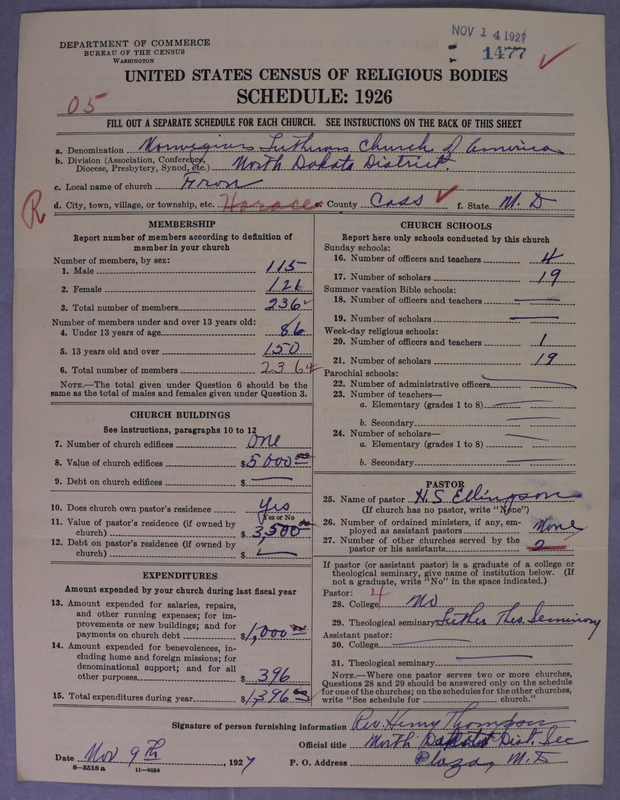 NOV 14 1927
1477
DEPARTMENT OF COMMERCE
BUREAU OF THE CENSUS
WASHINGTON
UNITED STATES CENSUS OF RELIGIOUS BODIES
SCHEDULE: 1926
05
FILL OUT A SEPARATE SCHEDULE FOR EACH CHURCH. SEE INSTRUCTIONS ON THE BACK OF THIS SHEET
a. Denomination Norwegian Lutheran Church of America
b. Division (Association, Conference, Diocese, Presbytery, Synod, etc.) North Dakota District
c. Local name of church
R
d. City, town, village, or township, etc. Horace e. County Cass f. State N. D
MEMBERSHIP
Report number of members according to definition of
member in your church
Number of members, by sex:
1. Male 115
2. Female 121
3. Total number of members 236
Number of members under and over 13 years old:
4. Under 13 years of age 86
5. 13 years old and over 150
6. Total number of members 236
NOTE.—The total given under Question 6 should be the
same as the total of males and females given under Question 3.
CHURCH BUILDINGS
See instructions, paragraphs 10 to 12
7. Number of church edifices One
8. Value of church edifices $5000
9. Debt on church edifices $
10. Does church own pastor's residence Yes
Yes or No
11. Value of pastor's residence (if owned by
church) $3,500
12. Debt on pastor's residence (if owned by
church) $
EXPENDITURES
Amount expended by your church during last fiscal year
13. Amount expended for salaries, repairs,
and other running expenses; for im-
provements or new buildings; and for
payments on church debt $1,000
14. Amount expended for benevolences, in-
cluding home and foreign missions; for
denominational support; and for all
other purposes $396
15. Total expenditures during year $1396
CHURCH SCHOOLS
Report here only schools conducted by this church
Sunday schools:
16. Number of officers and teachers 4
17. Number of scholars 19
Summer vacation Bible schools:
18. Number of officers and teachers
19. Number of scholars
Week-day religious schools:
20. Number of officers and teachers 1
21. Number of scholars 19
Parochial schools:
22. Number of administrative officers
23. Number of teachers—
a. Elementary (grades 1 to 8)
b. Secondary
24. Number of scholars—
a. Elementary (grades 1 to 8)
b. Secondary
PASTOR
25. Name of pastor H. S. Ellingson
(If church has no pastor, write "None")
26. Number of ordained ministers, if any, em-
ployed as assistant pastors None
27. Number of other churches served by the
pastor or his assistants 2
If pastor (or assistant pastor) is a graduate of a college or
theological seminary, give name of institution below. (If
not a graduate, write "No" in the space indicated.)
Pastor: 4
28. College No
29. Theological seminary Luther Theo. Seminary
Assistant pastor:
30. College
31. Theological seminary
NOTE.—Where one pastor serves two or more churches,
Questions 28 and 29 should be answered only on the schedule
for one of the churches; on the schedules for the other churches,
write "See schedule for church."
Signature of person furnishing information Rev. Henry Thompson
Official title North Dakota Dist. Sec
Date Nov 9th, 1927 P. O. Address Plaza, N. D
8—5518 a 11—9084